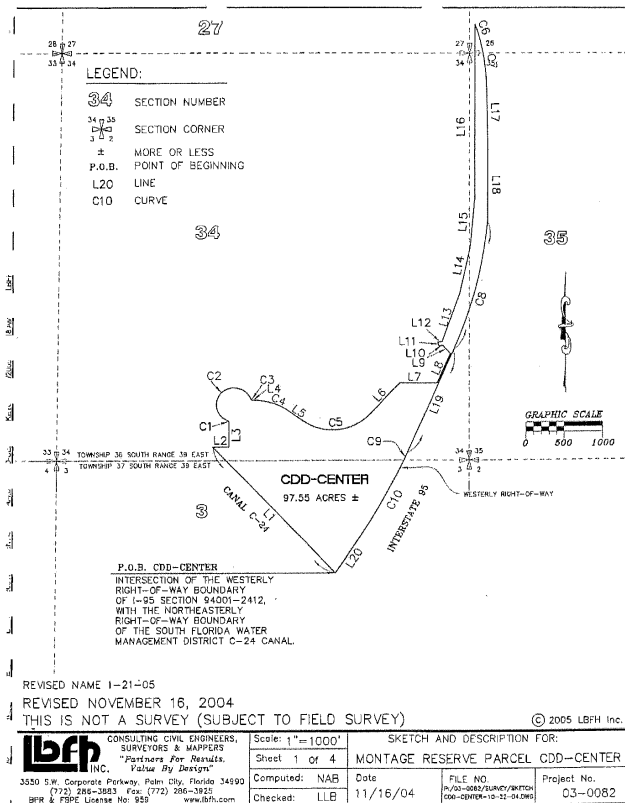 27
28 27
33 34
27 26
34 35
LEGEND:
34 SECTION NUMBER
34 35
3 2
SECTION CORNER
± MORE OR LESS
P.O.B. POINT OF BEGINNING
L20 LINE
C10 CURVE
34
35
C6
L16
L17
L18
L15
L14
C8
L13
L12
L11
L10
L9
L8
L7
L6
L19
C2
C3
L4
C4
L5
C5
C1
L3
L2
C9
GRAPHIC SCALE
0 500 1000
33 34
4 3
TOWNSHIP 36 SOUTH RANGE 39 EAST
TOWNSHIP 37 SOUTH RANGE 39 EAST
34 35
3 2
CDD-CENTER
97.55 ACRES ±
3
CANAL C-24
L1
C10
INTERSTATE 95
WESTERLY RIGHT-OF-WAY
L20
P.O.B. CDD-CENTER
INTERSECTION OF THE WESTERLY
RIGHT-OF-WAY BOUNDARY
OF I-95 SECTION 94001-2412,
WITH THE NORTHEASTERLY
RIGHT-OF-WAY BOUNDARY
OF THE SOUTH FLORIDA WATER
MANAGEMENT DISTRICT C-24 CANAL.
REVISED NAME 1-21-05
REVISED NOVEMBER 16, 2004
THIS IS NOT A SURVEY (SUBJECT TO FIELD SURVEY)
© 2005 LBFH Inc.
lbfh INC.
CONSULTING CIVIL ENGINEERS,
SURVEYORS & MAPPERS
"Partners For Results,
Value By Design"
3550 S.W. Corporate Parkway, Palm City, Florida 34990
(772) 286-3883 Fax: (772) 286-3925
BPR & FBPE License No: 959 www.lbfh.com
Scale: 1"=1000'
Sheet 1 of 4
Computed: NAB
Checked: LLB
SKETCH AND DESCRIPTION FOR:
MONTAGE RESERVE PARCEL CDD-CENTER
Date
11/16/04
FILE NO.
P:/03-0082/SURVEY/SKETCH
CDD-CENTER-10-22-04.DWG
Project No.
03-0082